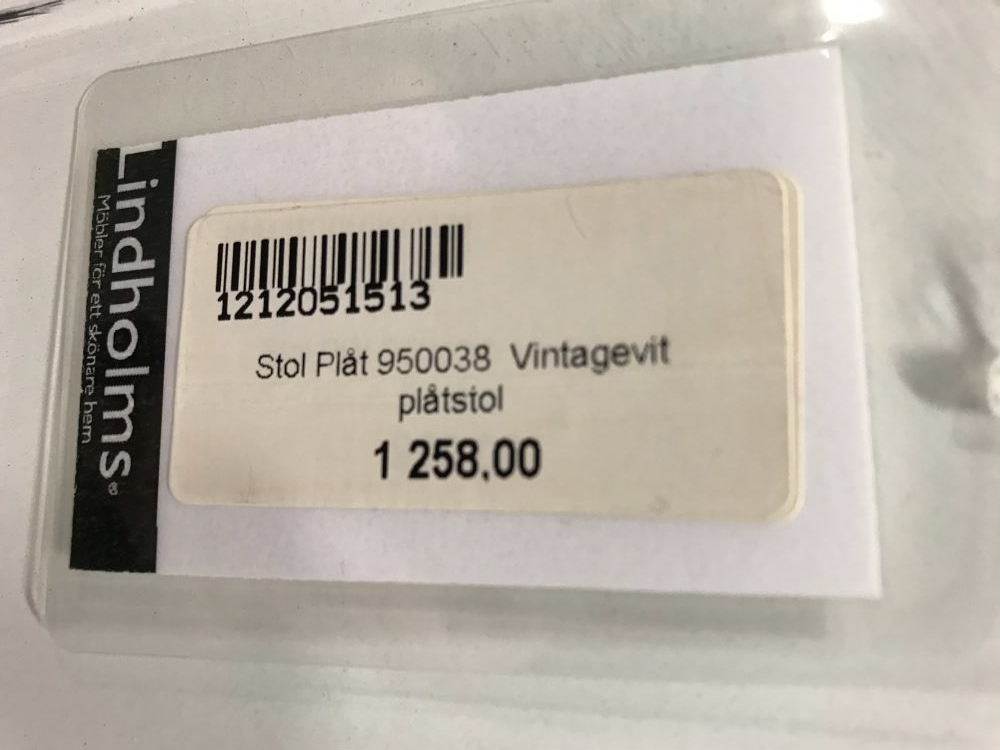 Lindholms®
Möbler för ett skönare hem
1212051513
Stol Plåt 950038 Vintagevit
plåtstol
1 258,00